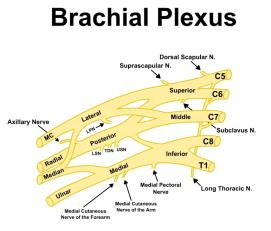 Brachial Plexus
Dorsal Scapular N.
Suprascapular N.
C5
Superior
C6
Lateral
Axillary Nerve
Middle
C7
LPN
MC
Subclavus N.
Posterior
C8
Radial
LSN TDN USN
Inferior
Median
Medial
T1
Ulnar
Medial Pectoral
Nerve
Long Thoracic N.
Medial Cutaneous
Nerve of the Arm
Medial Cutaneous
Nerve of the Forearm